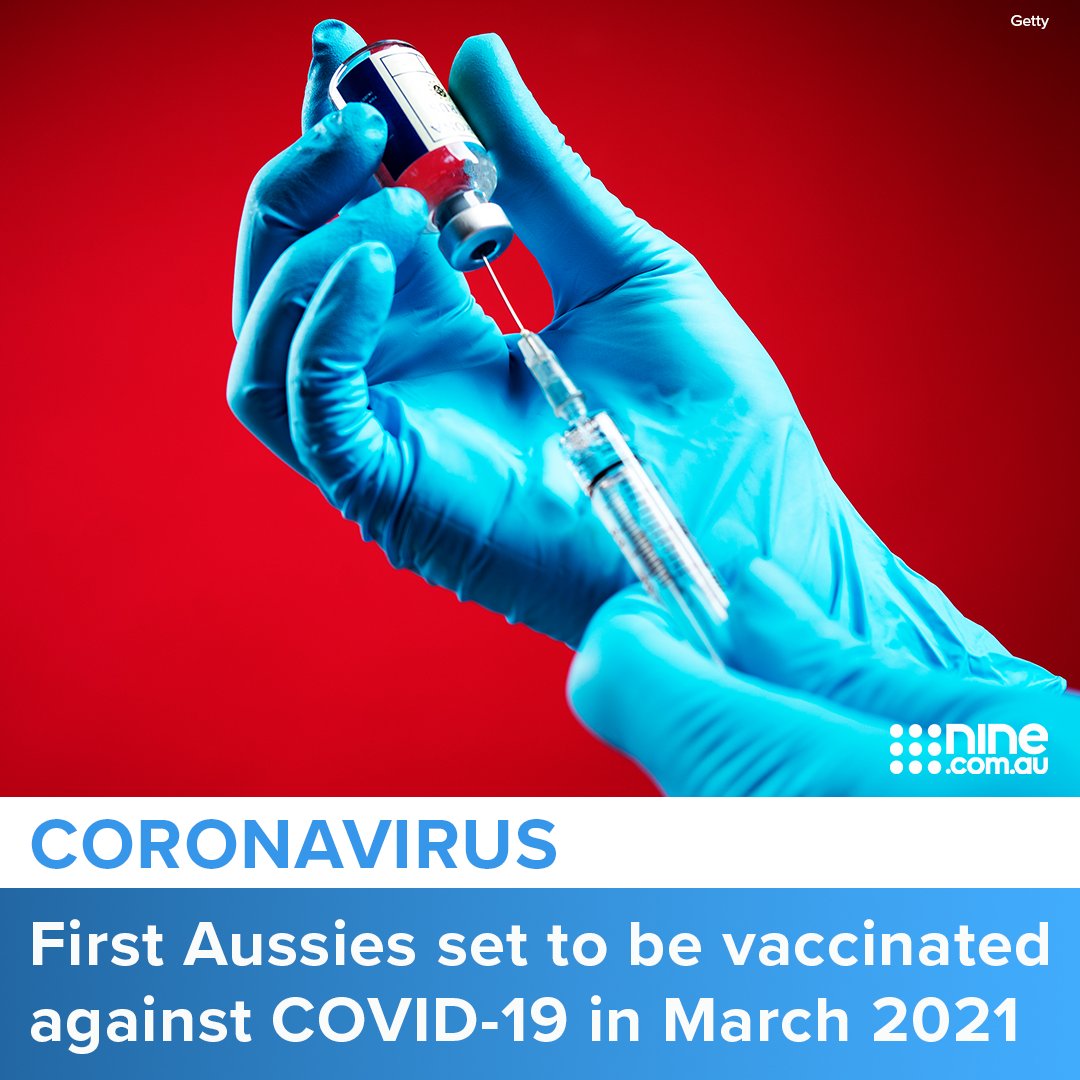 Getty
nine
.com.au
CORONAVIRUS
First Aussies set to be vaccinated
against COVID-19 in March 2021